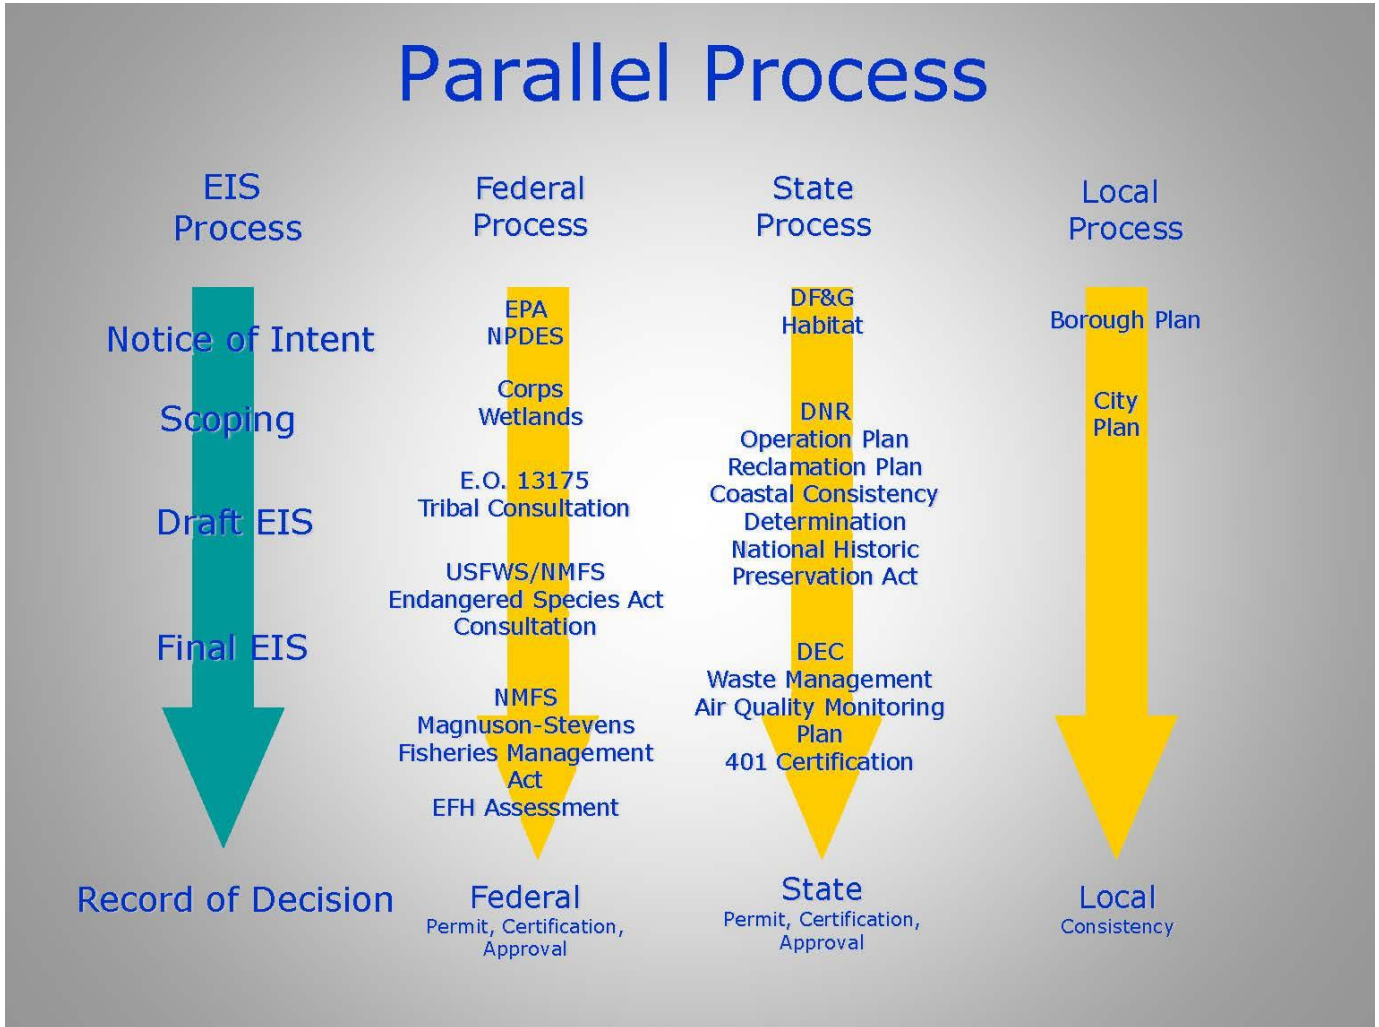 Parallel Process
EIS
Process
Notice of Intent
Scoping
Draft EIS
Final EIS
Record of Decision
Federal
Process
EPA
NPDES
Corps
Wetlands
E.O. 13175
Tribal Consultation
USFWS/NMFS
Endangered Species Act
Consultation
NMFS
Magnuson-Stevens
Fisheries Management
Act
EFH Assessment
Federal
Permit, Certification,
Approval
State
Process
DF&G
Habitat
DNR
Operation Plan
Reclamation Plan
Coastal Consistency
Determination
National Historic
Preservation Act
DEC
Waste Management
Air Quality Monitoring
Plan
401 Certification
State
Permit, Certification,
Approval
Local
Process
Borough Plan
City
Plan
Local
Consistency